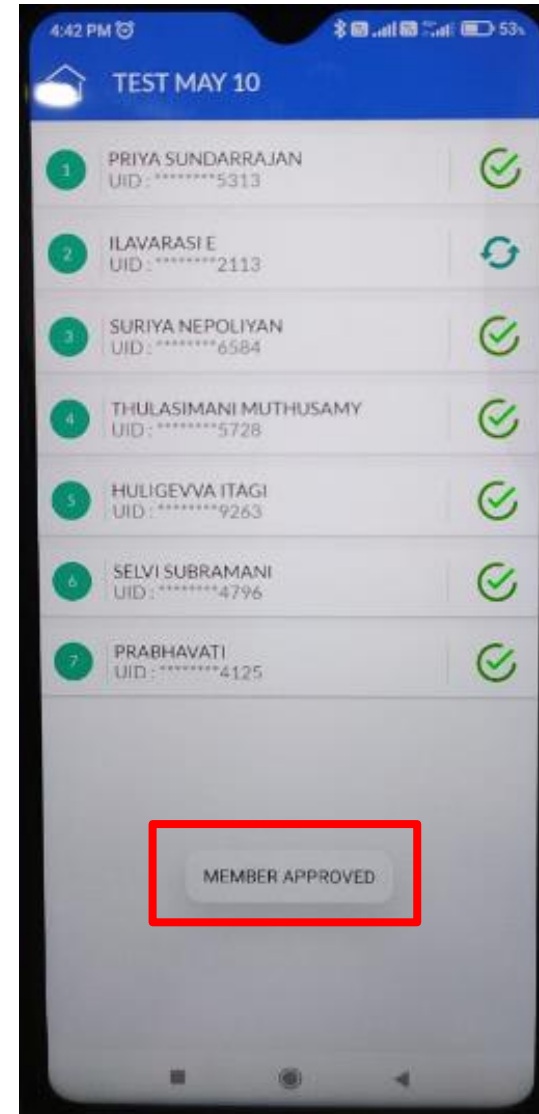 4:42 PM
53%
TEST MAY 10
1
PRIYA SUNDARRAJAN
UID : ********5313
2
ILAVARASI E
UID : ********2113
3
SURIYA NEPOLIYAN
UID : ********6584
4
THULASIMANI MUTHUSAMY
UID : ********5728
5
HULIGEVVA ITAGI
UID : ********9263
6
SELVI SUBRAMANI
UID : ********4796
7
PRABHAVATI
UID : ********4125
MEMBER APPROVED